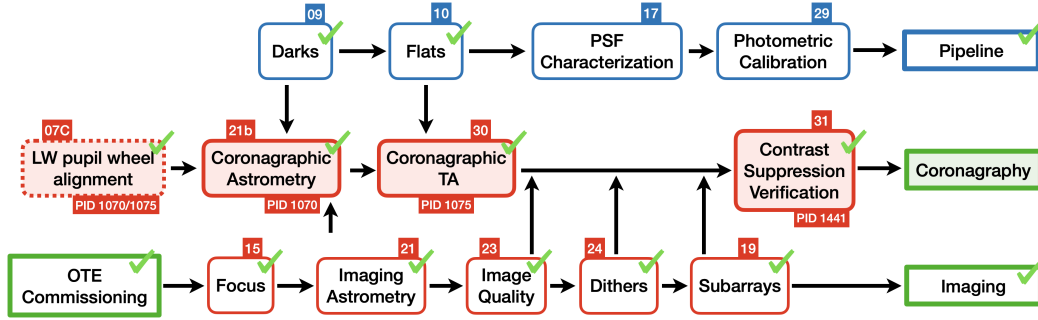 09
Darks
10
Flats
17
PSF
Characterization
29
Photometric
Calibration
Pipeline
07C
LW pupil wheel
alignment
PID 1070/1075
21b
Coronagraphic
Astrometry
PID 1070
30
Coronagraphic
TA
PID 1075
31
Contrast
Suppression
Verification
PID 1441
Coronagraphy
OTE
Commissioning
15
Focus
21
Imaging
Astrometry
23
Image
Quality
24
Dithers
19
Subarrays
Imaging